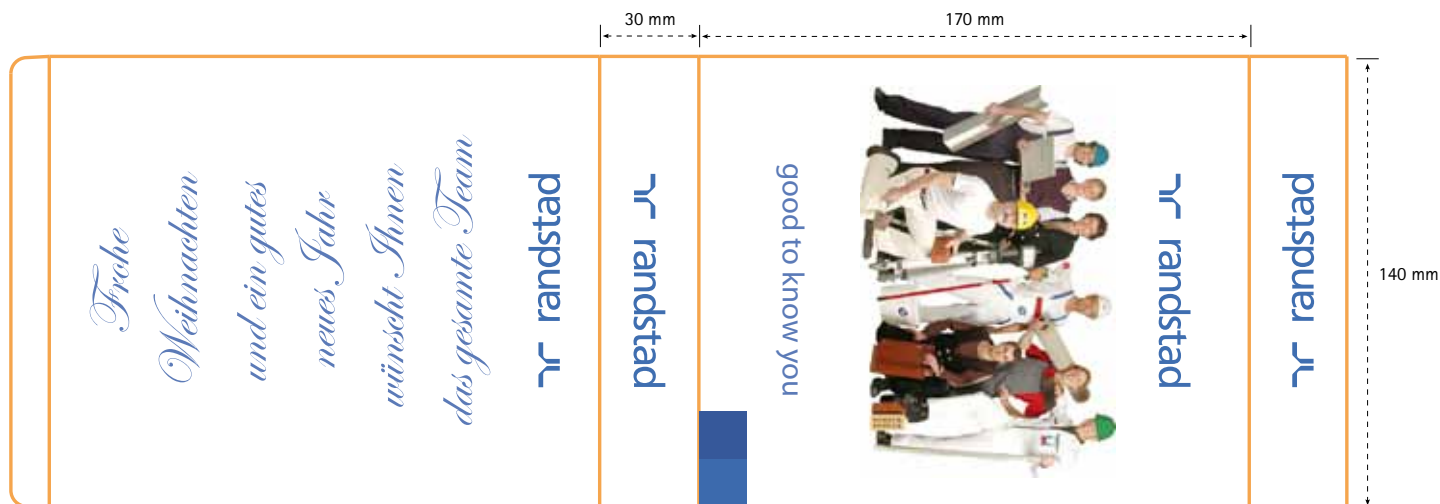 30 mm
170 mm
140 mm
Frohe
Weihnachten
und ein gutes
neues Jahr
wünscht Ihnen
das gesamte Team
randstad
randstad
good to know you
randstad
randstad